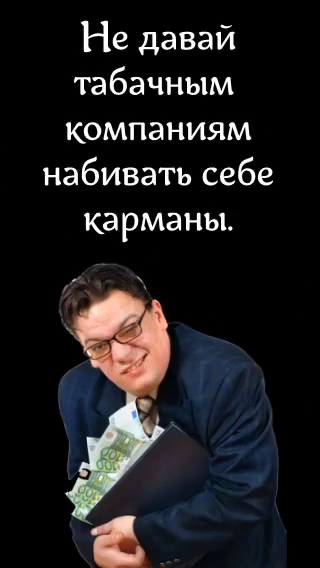 Не давай
табачным
компаниям
набивать себе
карманы.